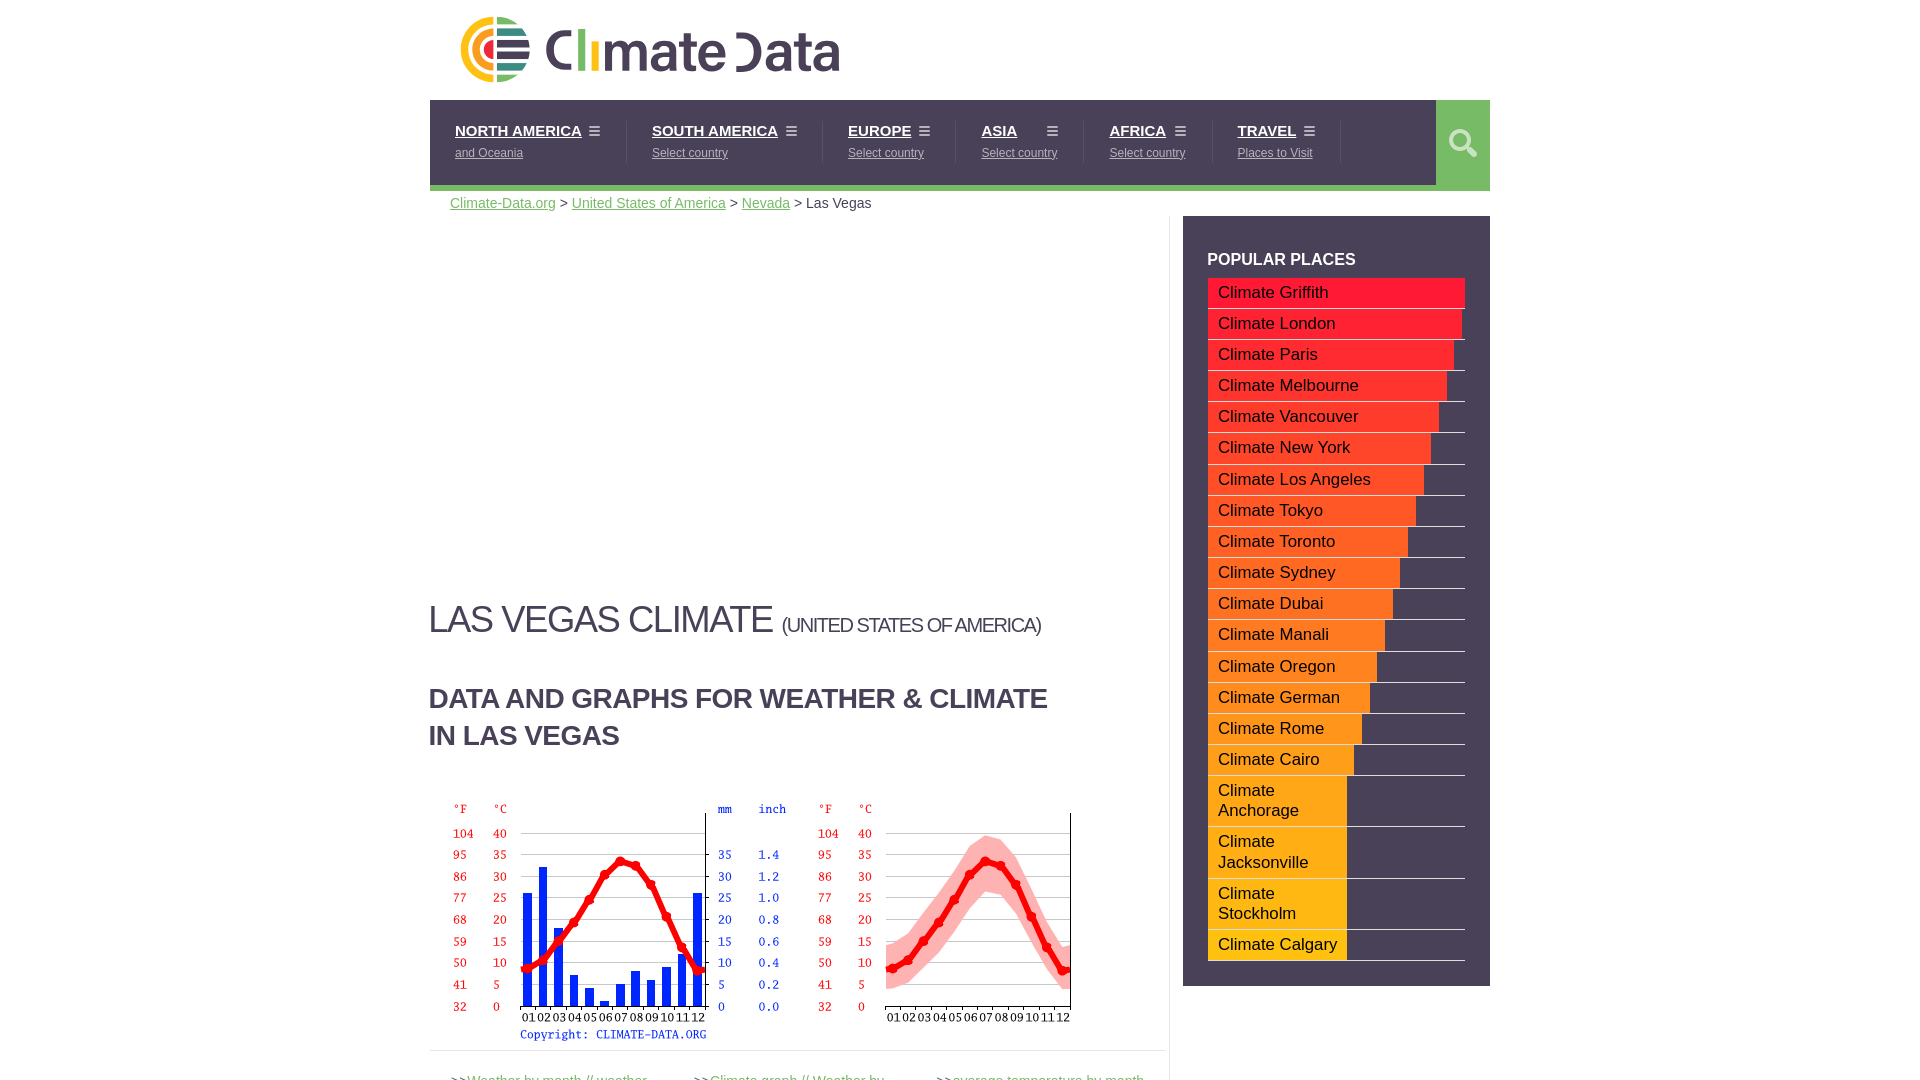 Climate Data
NORTH AMERICA
and Oceania
SOUTH AMERICA
Select country
EUROPE
Select country
ASIA
Select country
AFRICA
Select country
TRAVEL
Places to Visit
Climate-Data.org > United States of America > Nevada > Las Vegas
LAS VEGAS CLIMATE (UNITED STATES OF AMERICA)
DATA AND GRAPHS FOR WEATHER & CLIMATE
IN LAS VEGAS
°F °C mm inch
104 40
95 35 35 1.4
86 30 30 1.2
77 25 25 1.0
68 20 20 0.8
59 15 15 0.6
50 10 10 0.4
41 5 5 0.2
32 0 0 0.0
01 02 03 04 05 06 07 08 09 10 11 12
Copyright: CLIMATE-DATA.ORG
°F °C
104 40
95 35
86 30
77 25
68 20
59 15
50 10
41 5
32 0
01 02 03 04 05 06 07 08 09 10 11 12
>>Weather by month // weather
>>Climate graph // Weather by
>>average temperature by month
POPULAR PLACES
Climate Griffith
Climate London
Climate Paris
Climate Melbourne
Climate Vancouver
Climate New York
Climate Los Angeles
Climate Tokyo
Climate Toronto
Climate Sydney
Climate Dubai
Climate Manali
Climate Oregon
Climate German
Climate Rome
Climate Cairo
Climate
Anchorage
Climate
Jacksonville
Climate
Stockholm
Climate Calgary